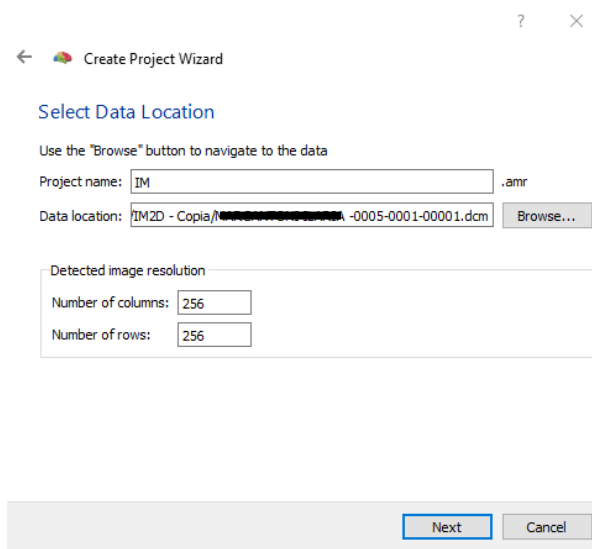 ?
Create Project Wizard
Select Data Location
Use the "Browse" button to navigate to the data
Project name: IM .amr
Data location: /IM2D - Copia/ -0005-0001-00001.dcm Browse...
Detected image resolution
Number of columns: 256
Number of rows: 256
Next Cancel